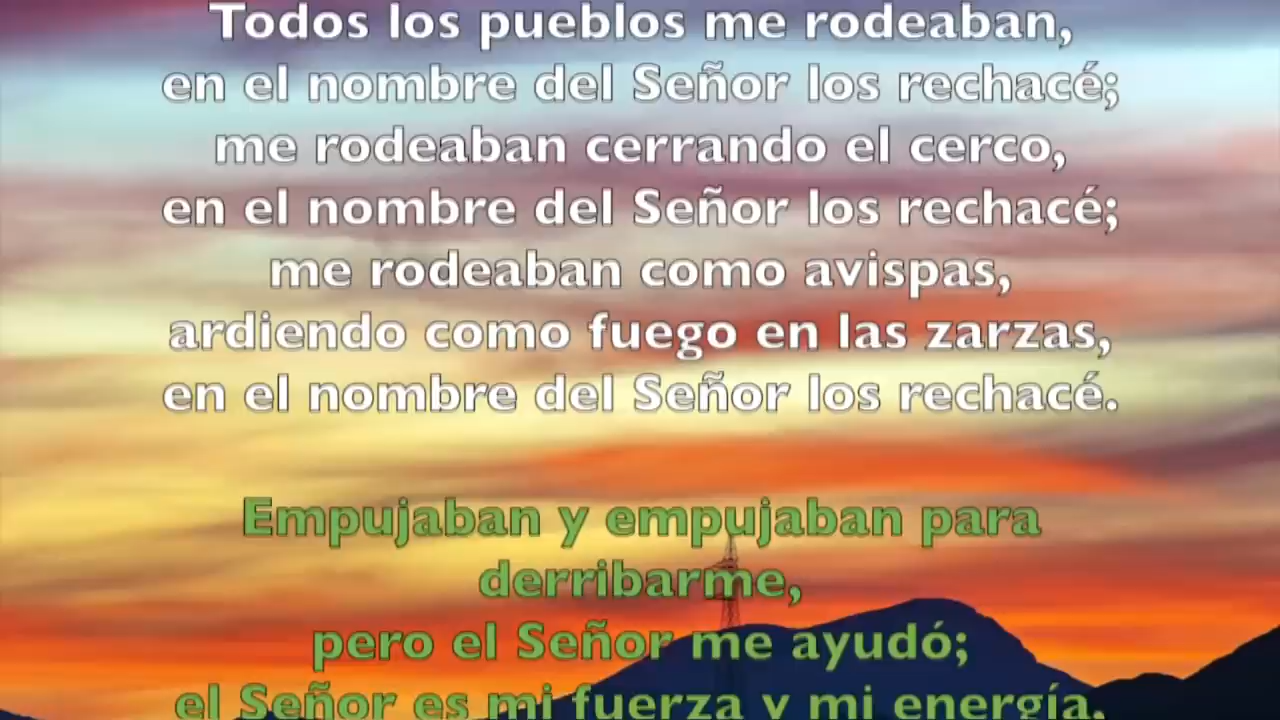 Todos los pueblos me rodeaban,
en el nombre del Señor los rechacé;
me rodeaban cerrando el cerco,
en el nombre del Señor los rechacé;
me rodeaban como avispas,
ardiendo como fuego en las zarzas,
en el nombre del Señor los rechacé.
Empujaban y empujaban para
derribarme,
pero el Señor me ayudó;
el Señor es mi fuerza y mi energía,